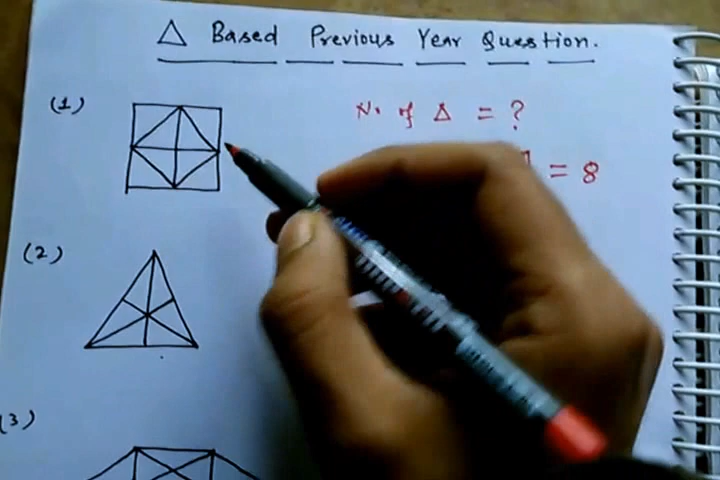 △ Based Previous Year Question.
(1)
No. of △ = ?
= 8
(2)
(3)